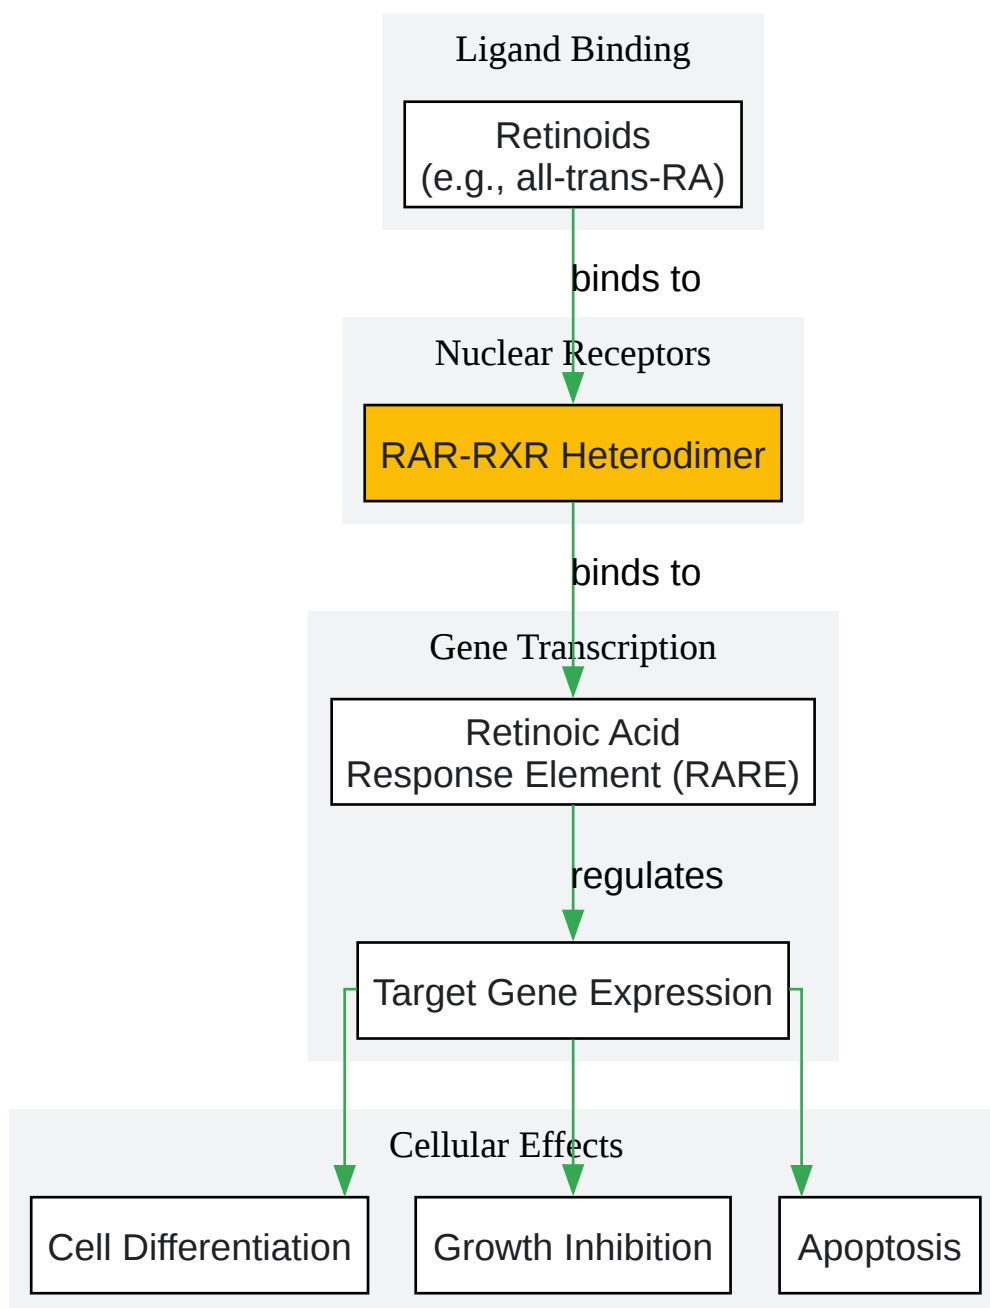 Ligand Binding
Retinoids
(e.g., all-trans-RA)
binds to
Nuclear Receptors
RAR-RXR Heterodimer
binds to
Gene Transcription
Retinoic Acid
Response Element (RARE)
regulates
Target Gene Expression
Cellular Effects
Cell Differentiation
Growth Inhibition
Apoptosis